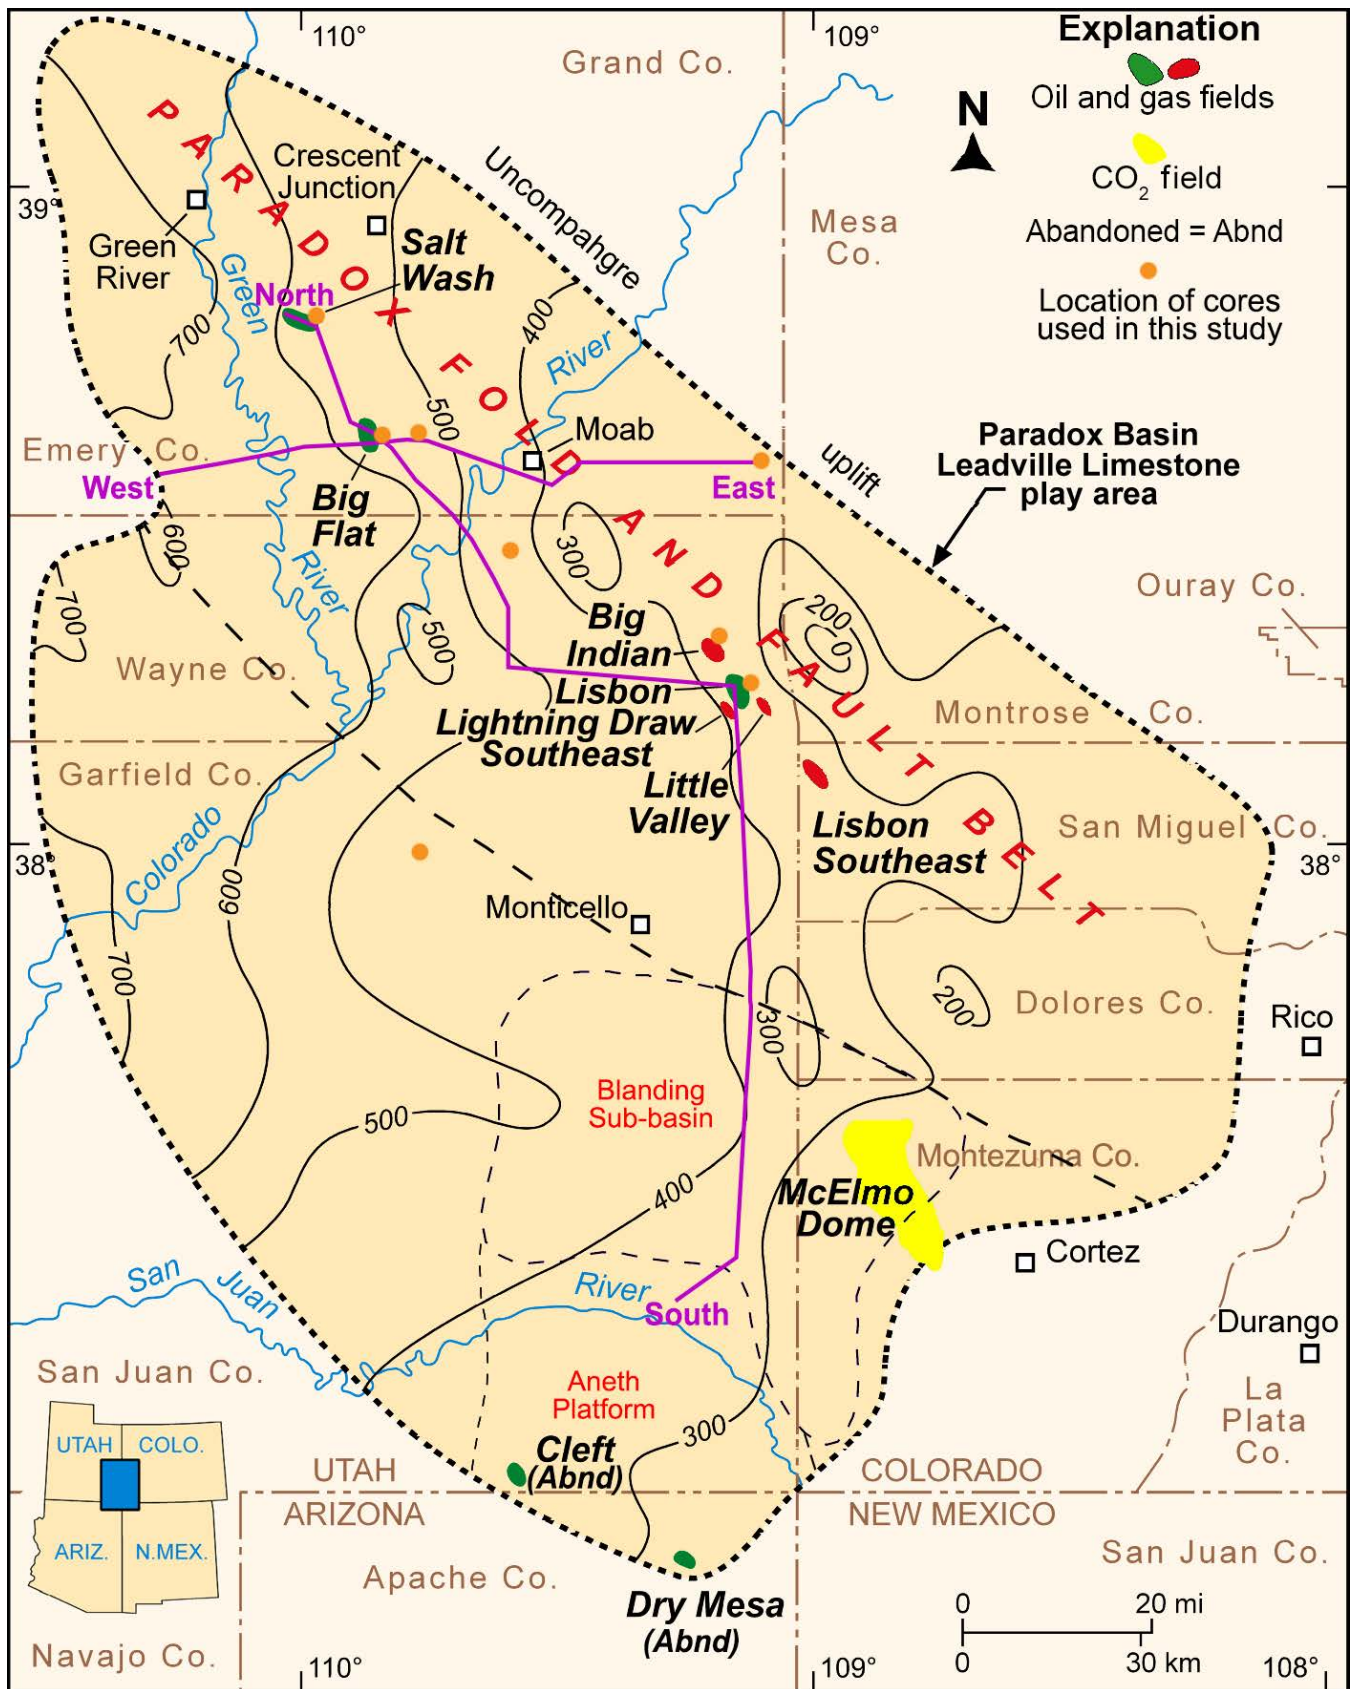 110°
109°
Explanation
Oil and gas fields
CO2 field
Abandoned = Abnd
Location of cores
used in this study
N
Grand Co.
Mesa
Co.
Uncompahgre
uplift
PARADOX FOLD AND FAULT BELT
Crescent
Junction
39°
Green
River
Salt
Wash
Green
North
700
400
River
500
Moab
Emery Co.
West
East
Paradox Basin
Leadville Limestone
play area
Big
Flat
600
300
River
700
500
200
0
Ouray Co.
Big
Indian
Wayne Co.
Lisbon
Lightning Draw
Southeast
Montrose Co.
Garfield Co.
Little
Valley
Lisbon
Southeast
San Miguel Co.
38°
38°
Colorado
600
Monticello
700
300
200
Dolores Co.
Rico
Blanding
Sub-basin
500
Montezuma Co.
400
McElmo
Dome
Cortez
San Juan
River
South
Durango
San Juan Co.
Aneth
Platform
La
Plata
Co.
300
Cleft
(Abnd)
UTAH
COLO.
ARIZ.
N.MEX.
UTAH
COLORADO
ARIZONA
NEW MEXICO
Apache Co.
San Juan Co.
Dry Mesa
(Abnd)
Navajo Co.
0 20 mi
0 30 km
110°
109°
108°